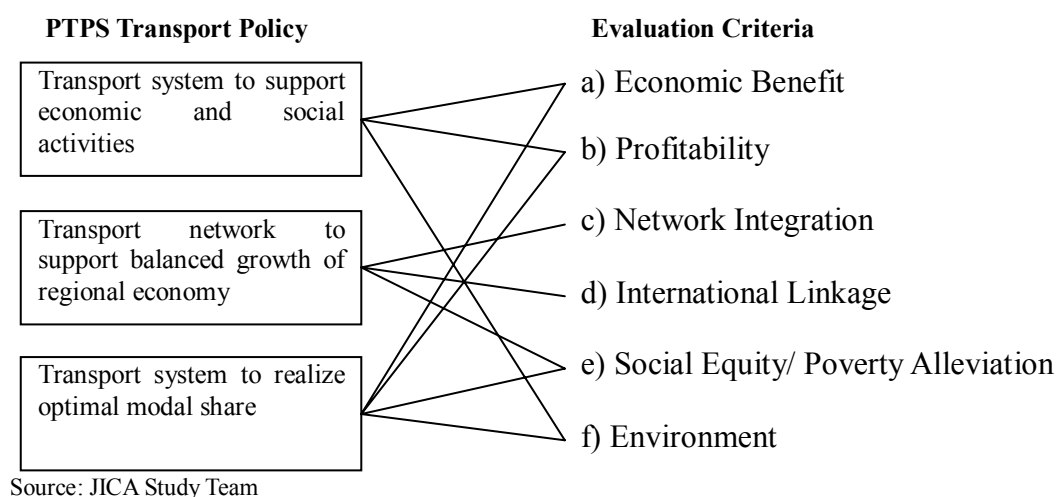 PTPS Transport Policy
Evaluation Criteria
Transport system to support
economic and social
activities
Transport network to
support balanced growth of
regional economy
Transport system to realize
optimal modal share
a) Economic Benefit
b) Profitability
c) Network Integration
d) International Linkage
e) Social Equity/ Poverty Alleviation
f) Environment
Source: JICA Study Team